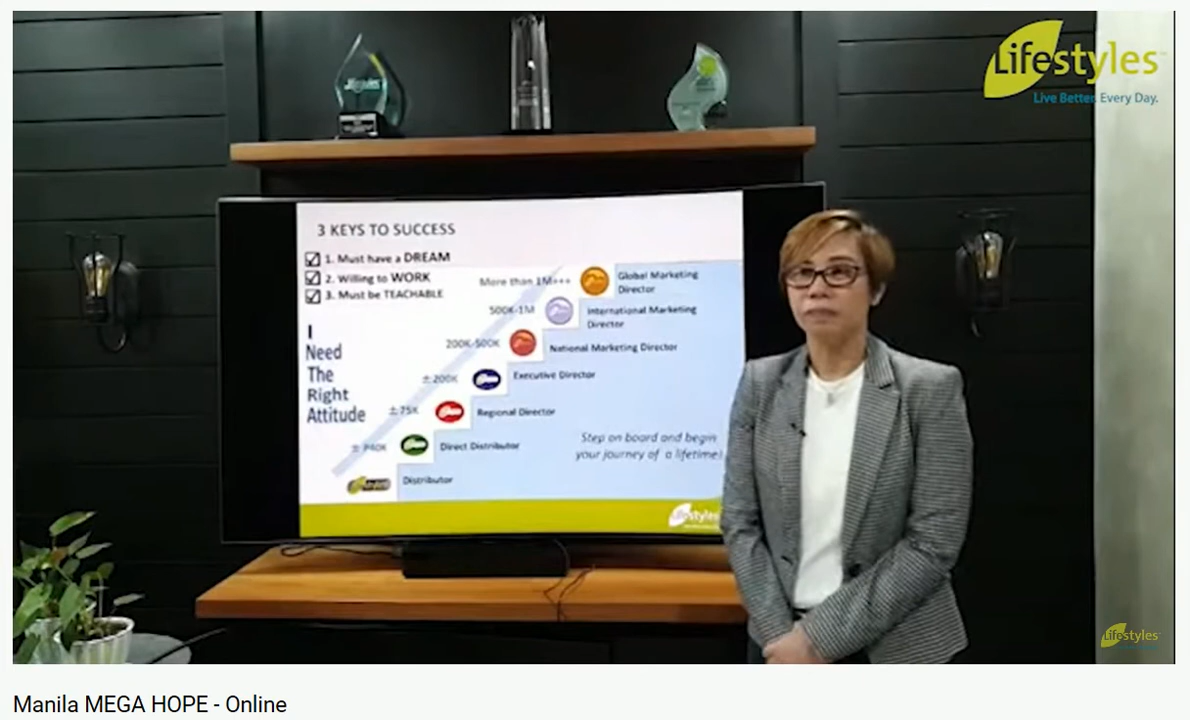 Lifestyles
Live Better. Every Day.
3 KEYS TO SUCCESS
1. Must have a DREAM
2. Willing to WORK
3. Must be TEACHABLE
I
Need
The
Right
Attitude
More than 1M+++
Global Marketing
Director
500K-1M
International Marketing
Director
200K-500K
National Marketing Director
±200K
Executive Director
± 75K
Regional Director
± P40K
Direct Distributor
Distributor
Step on board and begin
your journey of a lifetime!
Lifestyles
Lifestyles
Manila MEGA HOPE - Online